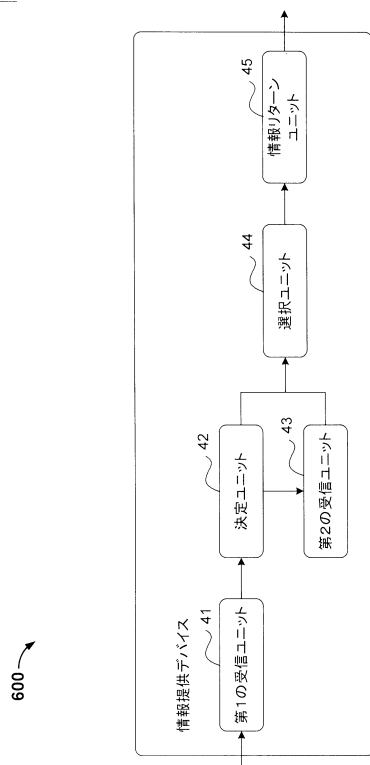 600
情報提供デバイス
第1の受信ユニット
41
決定ユニット
42
第2の受信ユニット
43
選択ユニット
44
情報リターン
ユニット
45